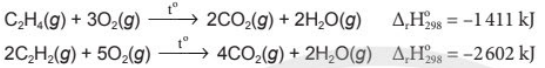 C₂H₄(g) + 3O₂(g) —t°→ 2CO₂(g) + 2H₂O(g) ΔᵣH°₂₉₈ = –1 411 kJ
2C₂H₂(g) + 5O₂(g) —t°→ 4CO₂(g) + 2H₂O(g) ΔᵣH°₂₉₈ = –2 602 kJ